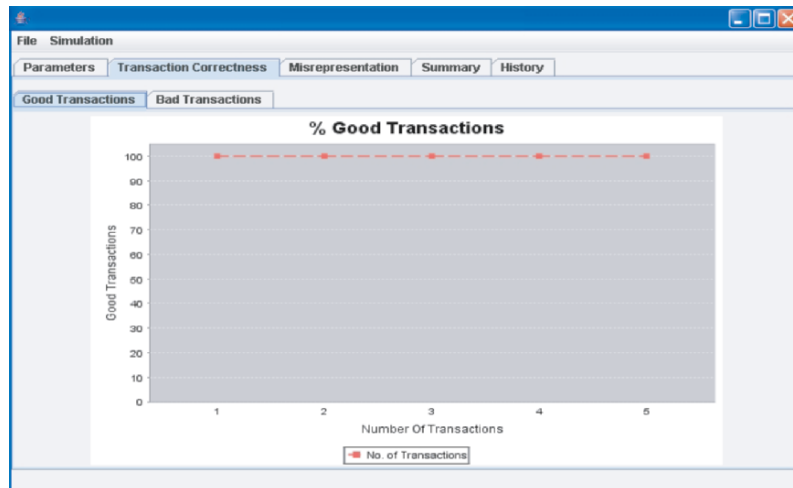 File Simulation
Parameters Transaction Correctness Misrepresentation Summary History
Good Transactions Bad Transactions
% Good Transactions
100
90
80
70
60
50
40
30
20
10
0
Good Transactions
1 2 3 4 5
Number Of Transactions
No. of Transactions